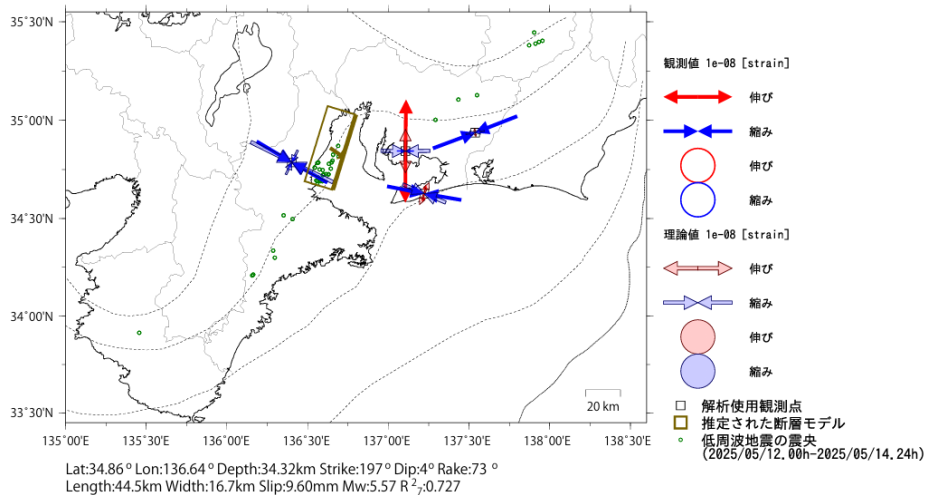 35°30'N
35°00'N
34°30'N
34°00'N
33°30'N
135°00'E
135°30'E
136°00'E
136°30'E
137°00'E
137°30'E
138°00'E
138°30'E
20 km
観測値 1e-08 [strain]
伸び
縮み
伸び
縮み
理論値 1e-08 [strain]
伸び
縮み
伸び
縮み
解析使用観測点
推定された断層モデル
低周波地震の震央
(2025/05/12.00h-2025/05/14.24h)
Lat:34.86° Lon:136.64° Depth:34.32km Strike:197° Dip:4° Rake:73 °
Length:44.5km Width:16.7km Slip:9.60mm Mw:5.57 R²₇:0.727